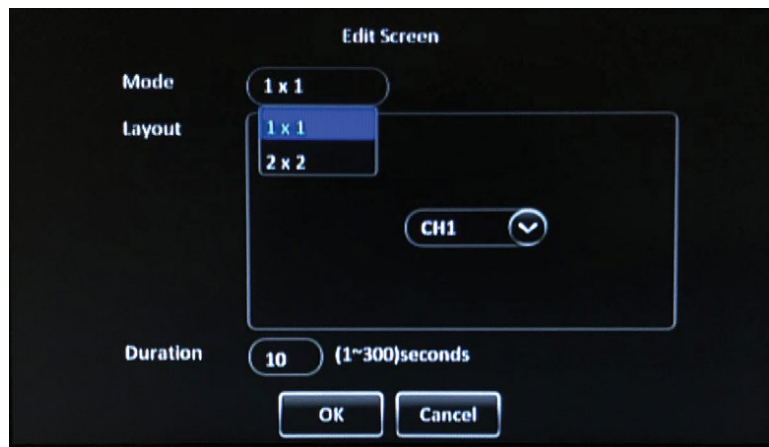 Edit Screen
Mode
1 x 1
Layout
1 x 1
2 x 2
CH1
Duration
10
(1~300)seconds
OK
Cancel